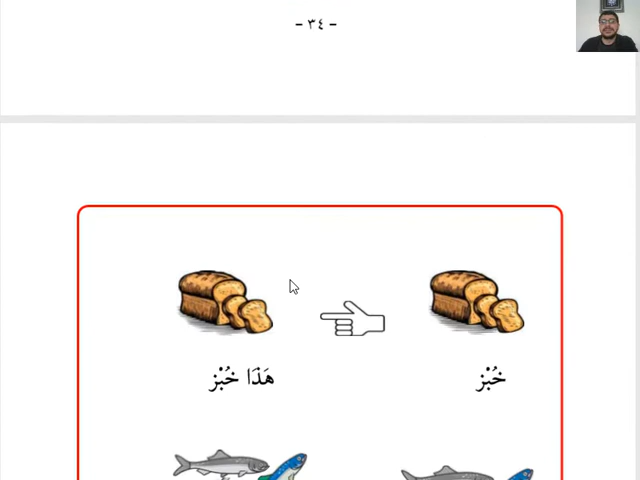 - ٣٤ -
خُبْز
هَذَا خُبْز